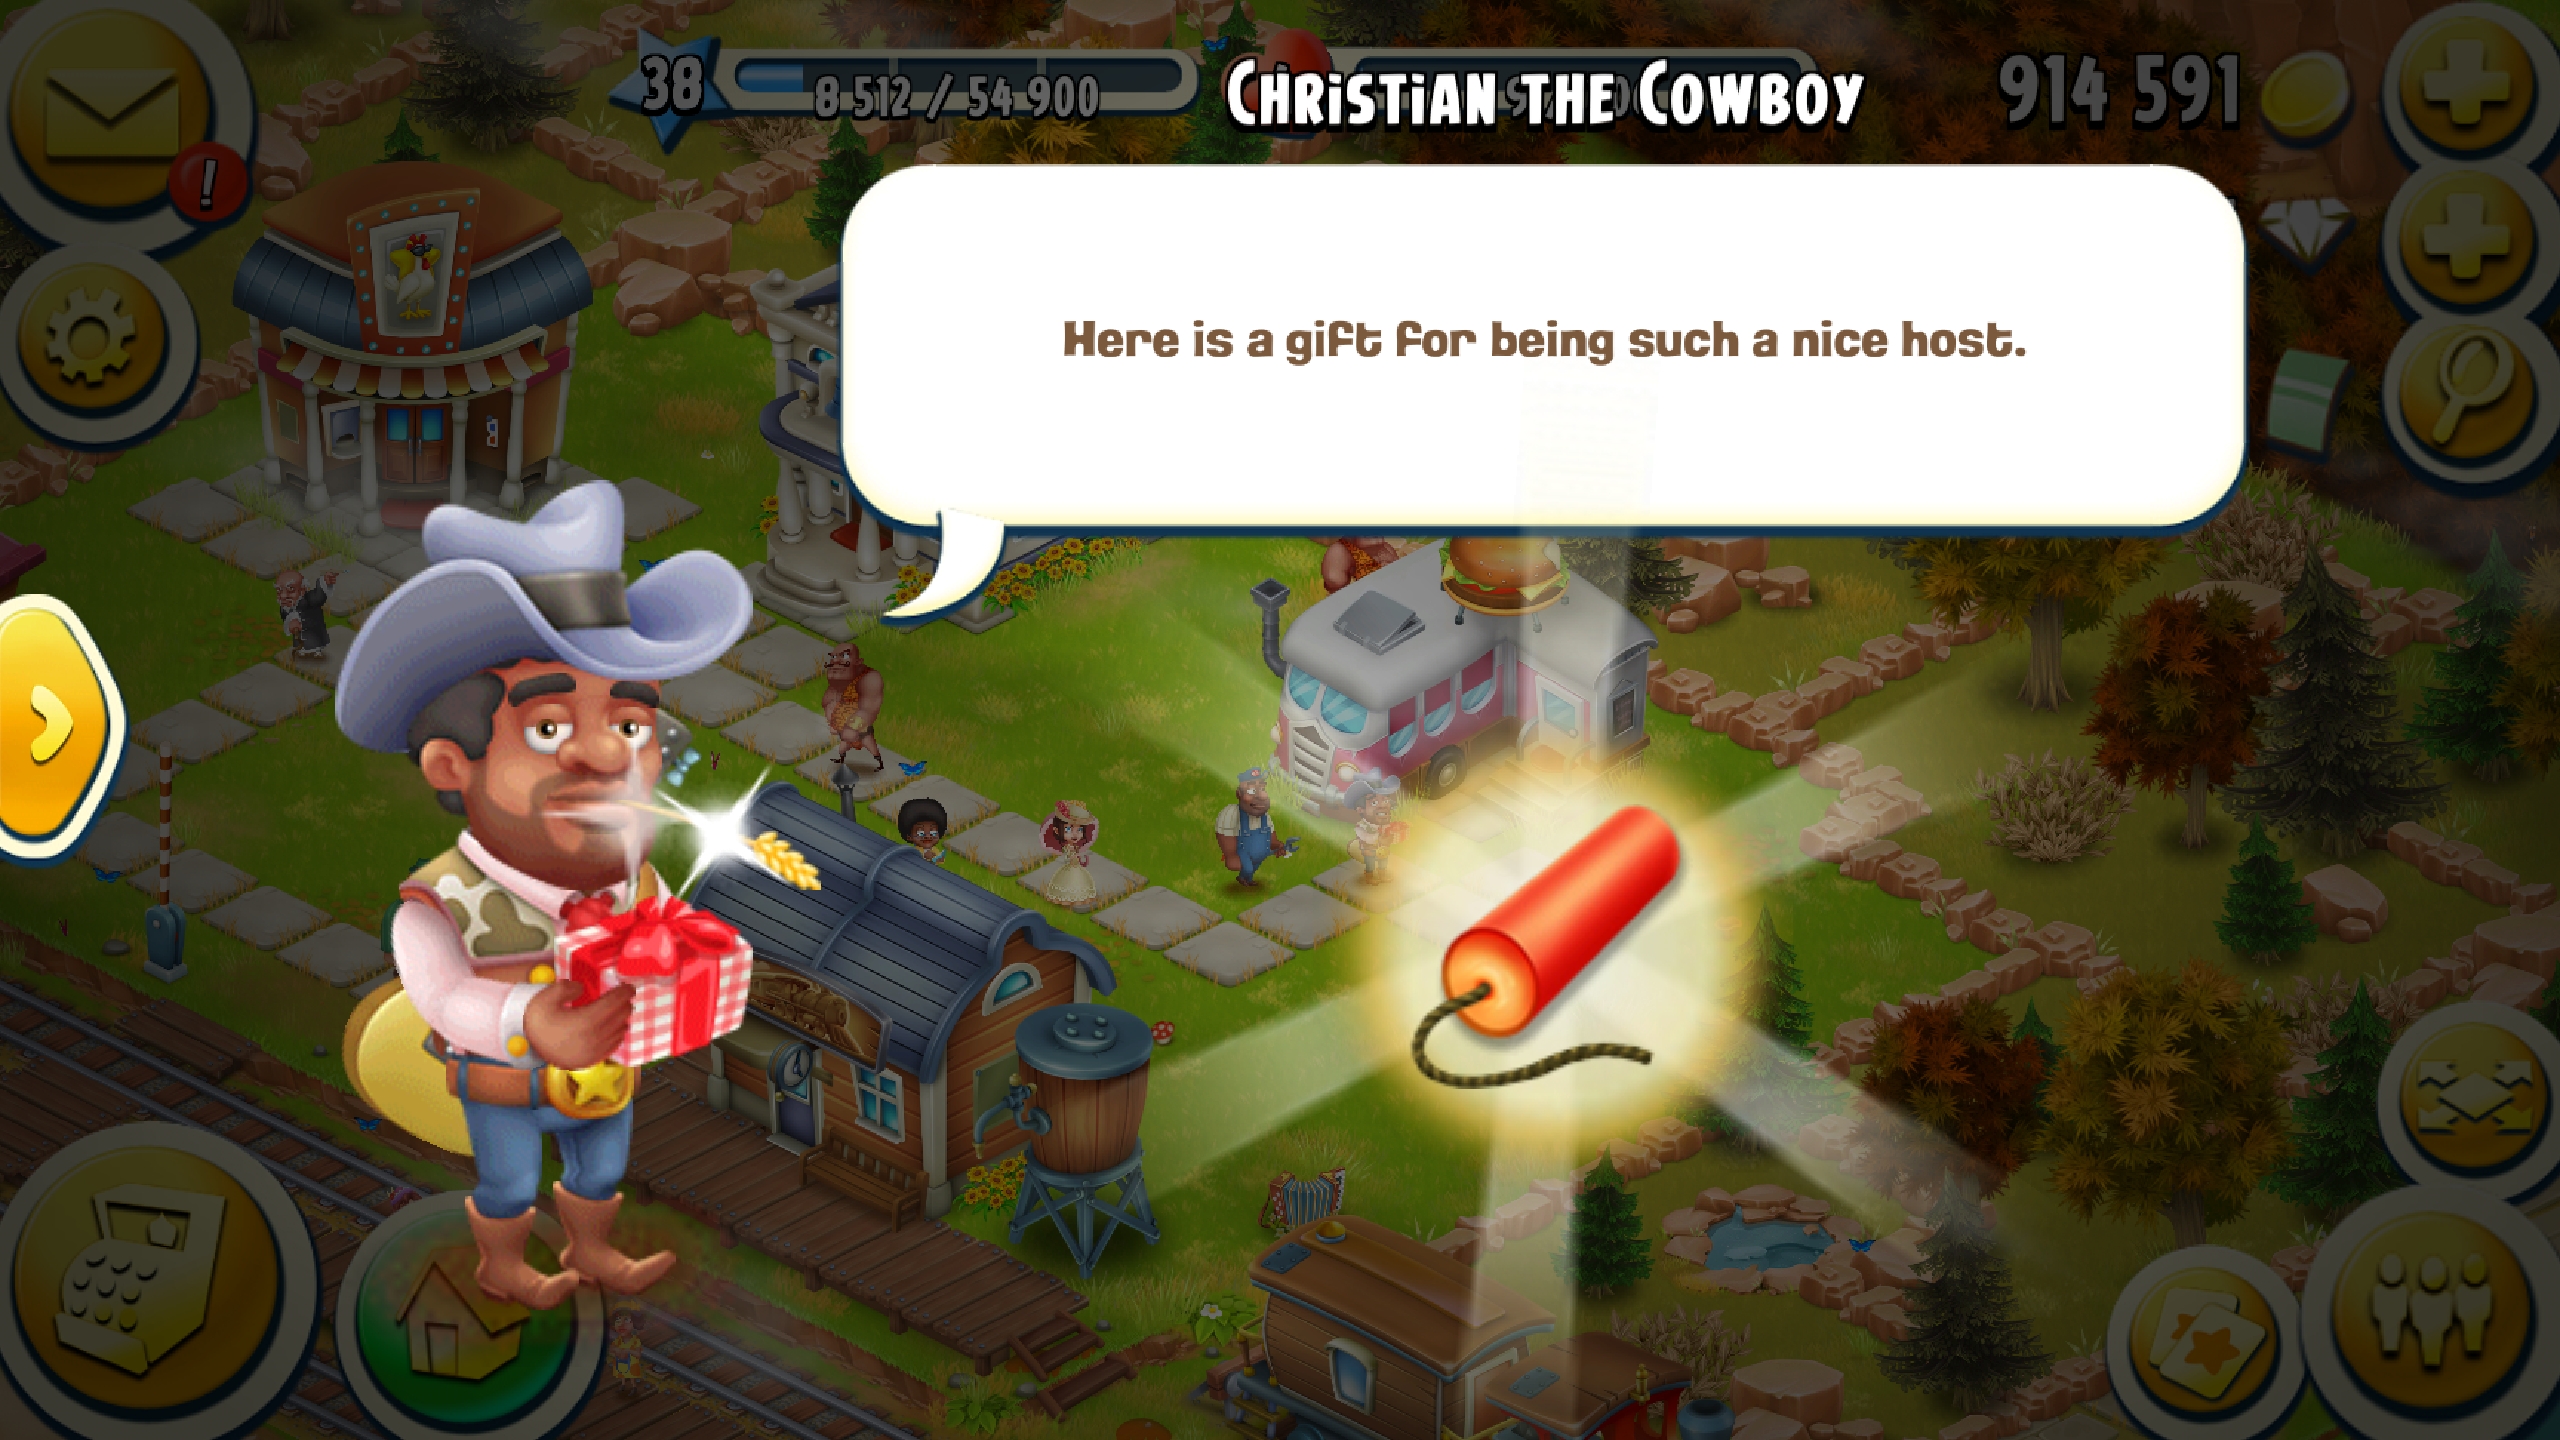 38
8 512 / 54 900
Christian the Cowboy
914 591
!
Here is a gift for being such a nice host.